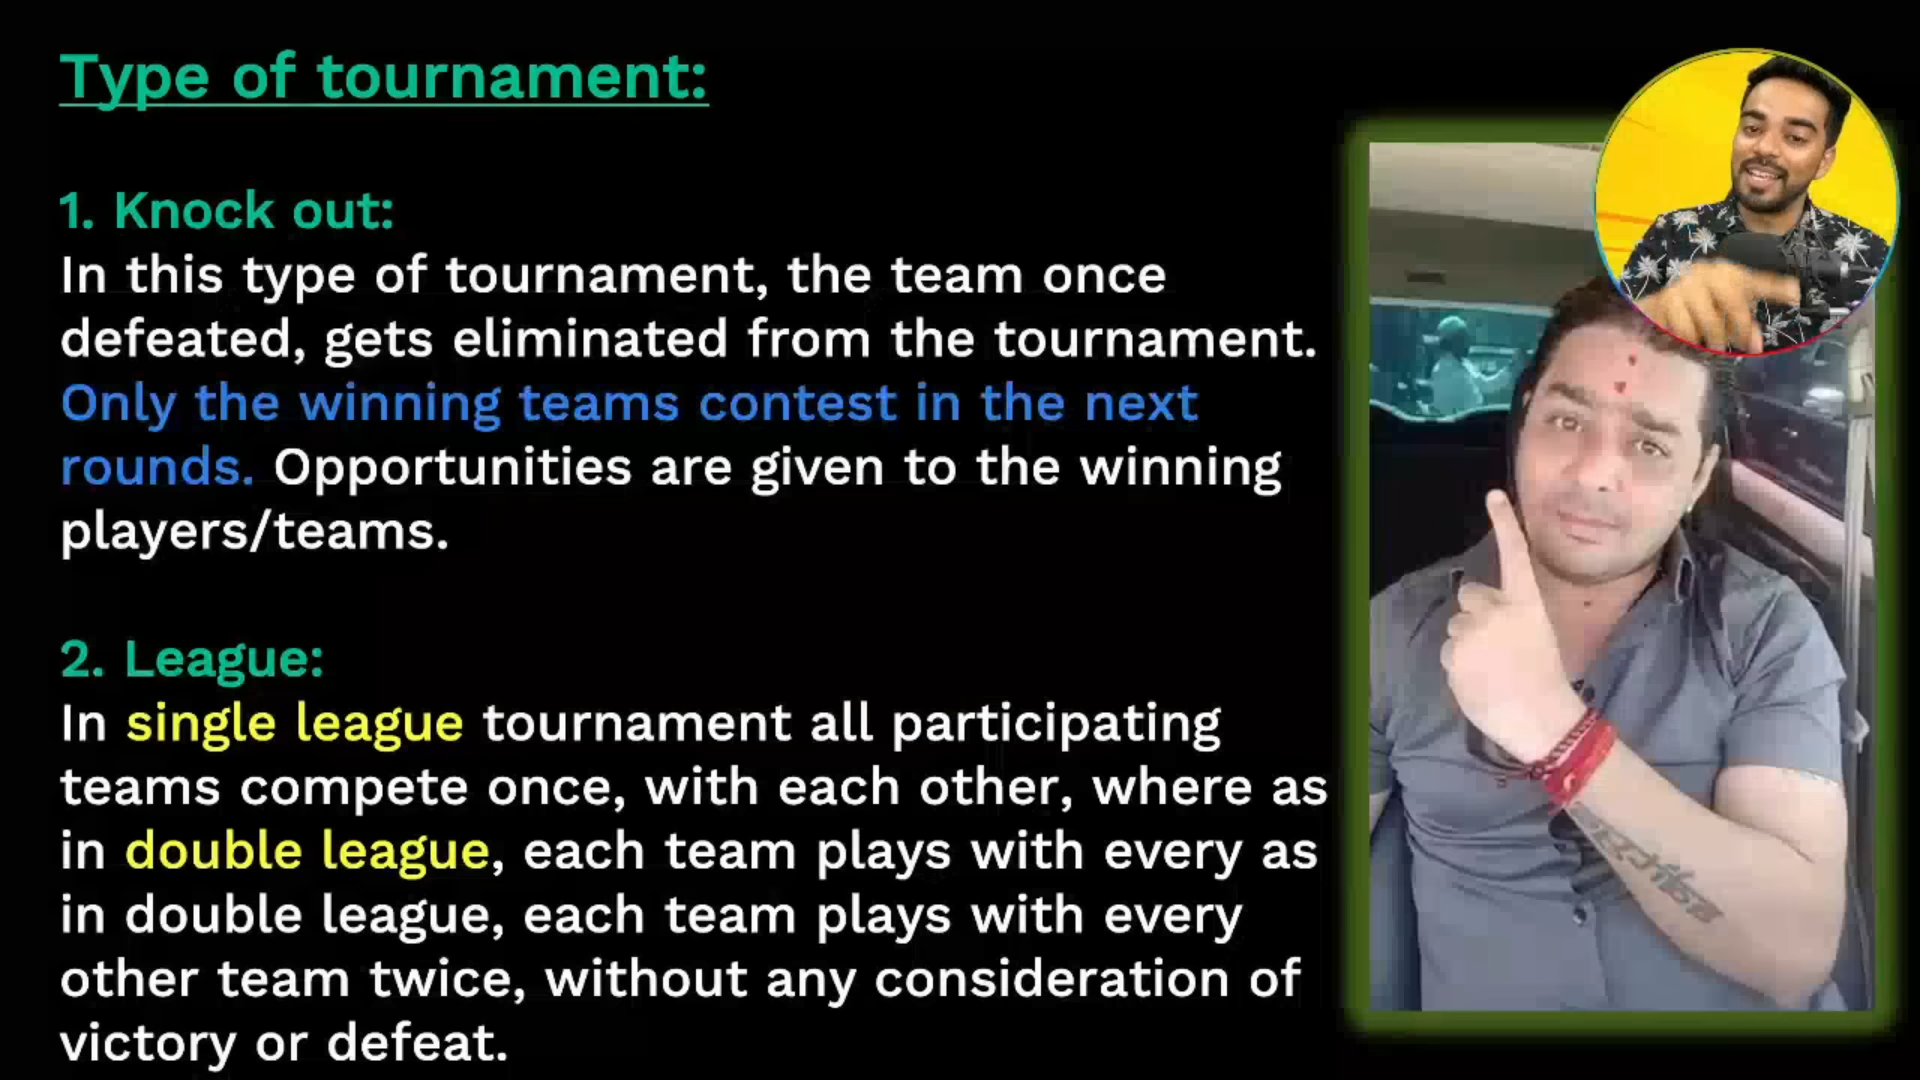 Type of tournament:
1. Knock out:
In this type of tournament, the team once
defeated, gets eliminated from the tournament.
Only the winning teams contest in the next
rounds. Opportunities are given to the winning
players/teams.
2. League:
In single league tournament all participating
teams compete once, with each other, where as
in double league, each team plays with every as
in double league, each team plays with every
other team twice, without any consideration of
victory or defeat.